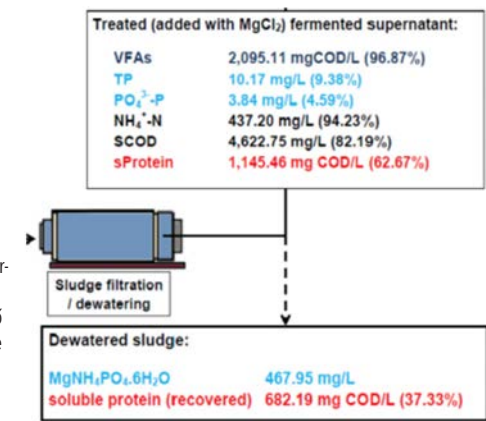 Treated (added with MgCl₂) fermented supernatant:
VFAs 2,095.11 mgCOD/L (96.87%)
TP 10.17 mg/L (9.38%)
PO₄³⁻-P 3.84 mg/L (4.59%)
NH₄⁺-N 437.20 mg/L (94.23%)
SCOD 4,622.75 mg/L (82.19%)
sProtein 1,145.46 mg COD/L (62.67%)
r-
Sludge filtration
/ dewatering
Dewatered sludge:
MgNH₄PO₄.6H₂O 467.95 mg/L
soluble protein (recovered) 682.19 mg COD/L (37.33%)